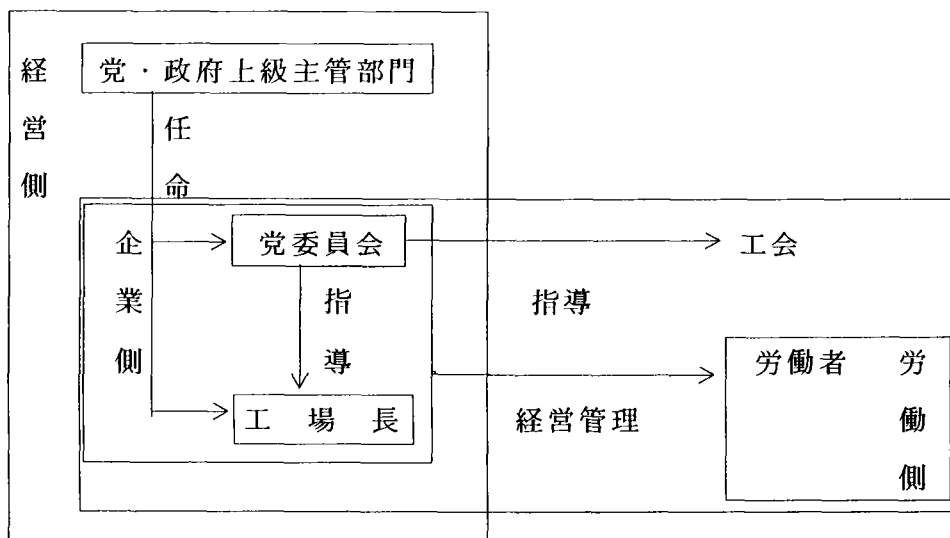 経営側
党・政府上級主管部門
任命
企業側
党委員会
工会
指導
指導
工場長
経営管理
労働者
労働側